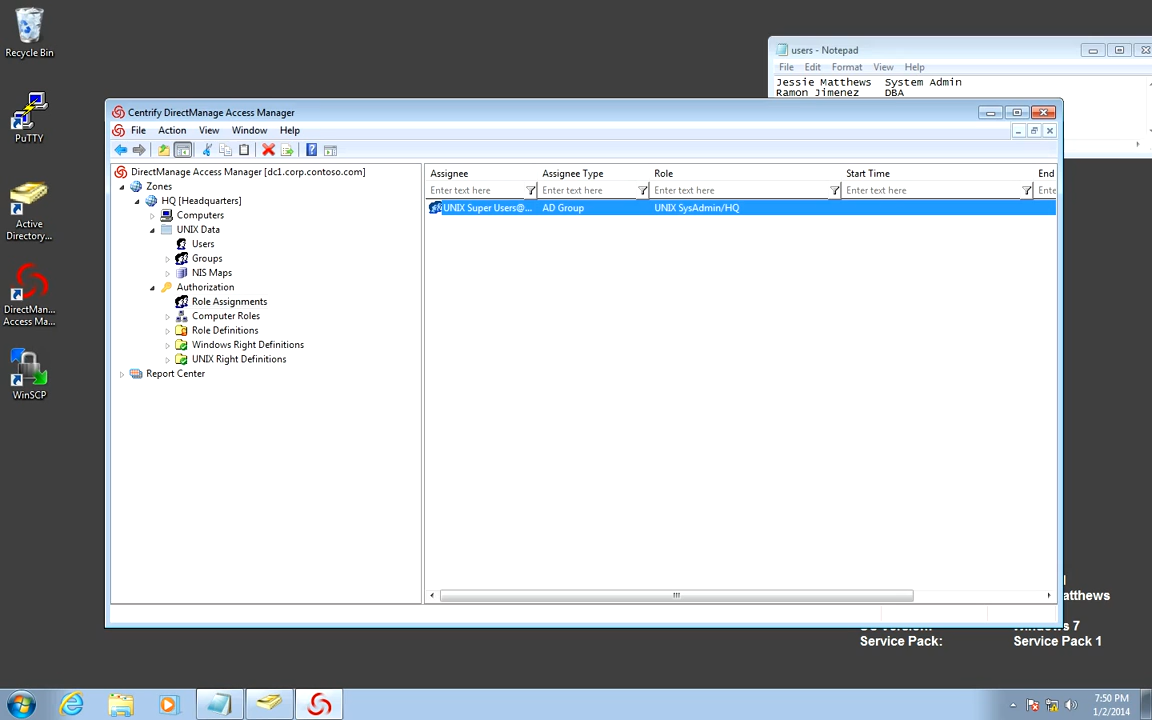 Recycle Bin
PuTTY
Active
Directory...
DirectMan...
Access Ma...
WinSCP
users - Notepad
File Edit Format View Help
Jessie Matthews System Admin
Ramon Jimenez DBA
Centrify DirectManage Access Manager
File Action View Window Help
DirectManage Access Manager [dc1.corp.contoso.com]
Zones
HQ [Headquarters]
Computers
UNIX Data
Users
Groups
NIS Maps
Authorization
Role Assignments
Computer Roles
Role Definitions
Windows Right Definitions
UNIX Right Definitions
Report Center
Assignee Assignee Type Role Start Time End
Enter text here Enter text here Enter text here Enter text here Ente
UNIX Super Users@... AD Group UNIX SysAdmin/HQ
atthews
Windows 7
Service Pack: Service Pack 1
7:50 PM
1/2/2014